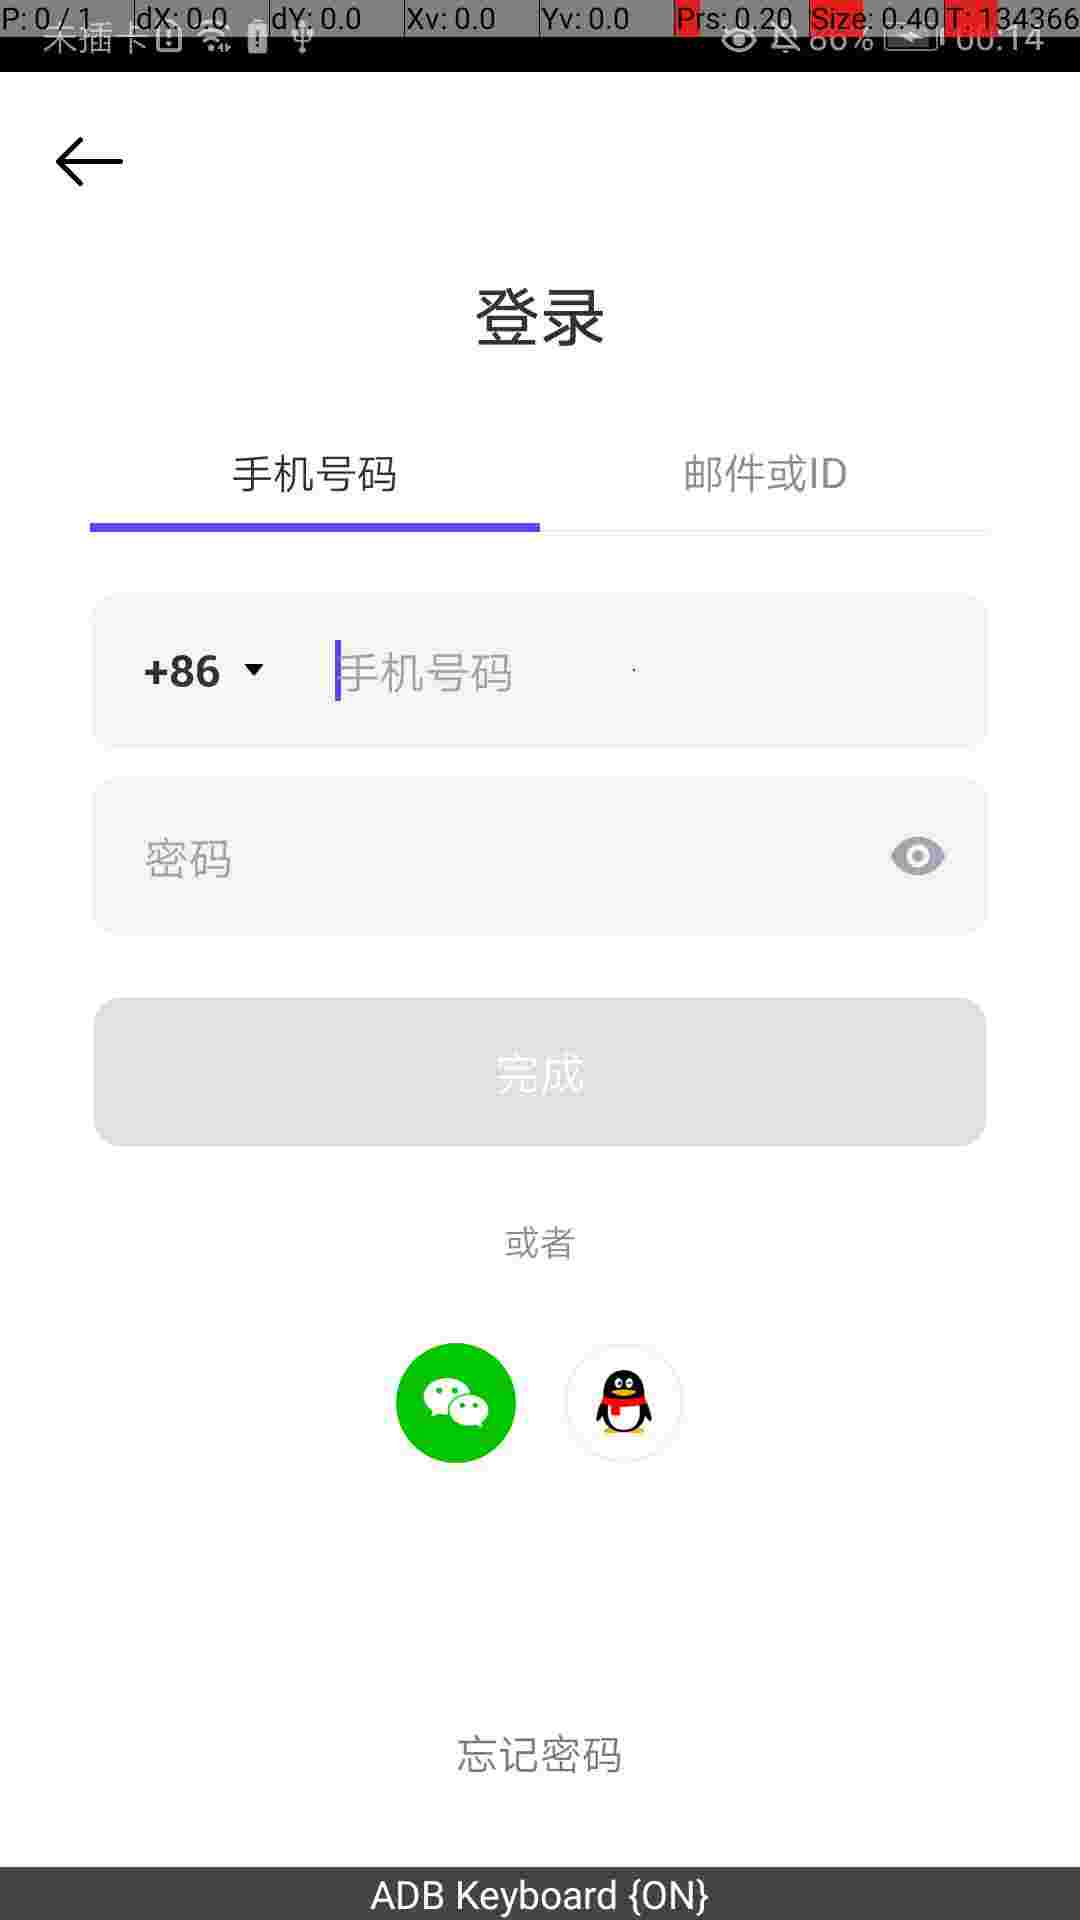 P: 0 / 1 dX: 0.0 dY: 0.0 Xv: 0.0 Yv: 0.0 Prs: 0.20 Size: 0.40 T: 134366
未插卡 86% 00:14
登录
手机号码 邮件或ID
+86 手机号码
密码
完成
或者
忘记密码
ADB Keyboard {ON}